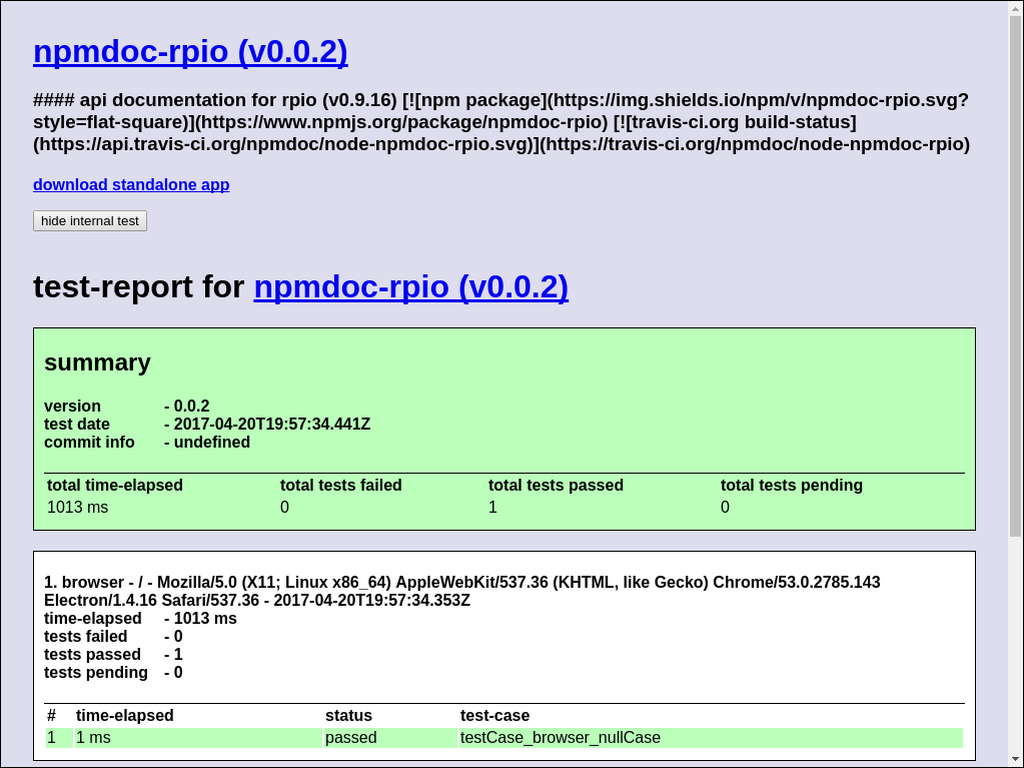 npmdoc-rpio (v0.0.2)
#### api documentation for rpio (v0.9.16) [![npm package](https://img.shields.io/npm/v/npmdoc-rpio.svg?
style=flat-square)](https://www.npmjs.org/package/npmdoc-rpio) [![travis-ci.org build-status]
(https://api.travis-ci.org/npmdoc/node-npmdoc-rpio.svg)](https://travis-ci.org/npmdoc/node-npmdoc-rpio)
download standalone app
hide internal test
test-report for npmdoc-rpio (v0.0.2)
summary
version - 0.0.2
test date - 2017-04-20T19:57:34.441Z
commit info - undefined
total time-elapsed total tests failed total tests passed total tests pending
1013 ms 0 1 0
1. browser - / - Mozilla/5.0 (X11; Linux x86_64) AppleWebKit/537.36 (KHTML, like Gecko) Chrome/53.0.2785.143
Electron/1.4.16 Safari/537.36 - 2017-04-20T19:57:34.353Z
time-elapsed - 1013 ms
tests failed - 0
tests passed - 1
tests pending - 0
# time-elapsed status test-case
1 1 ms passed testCase_browser_nullCase